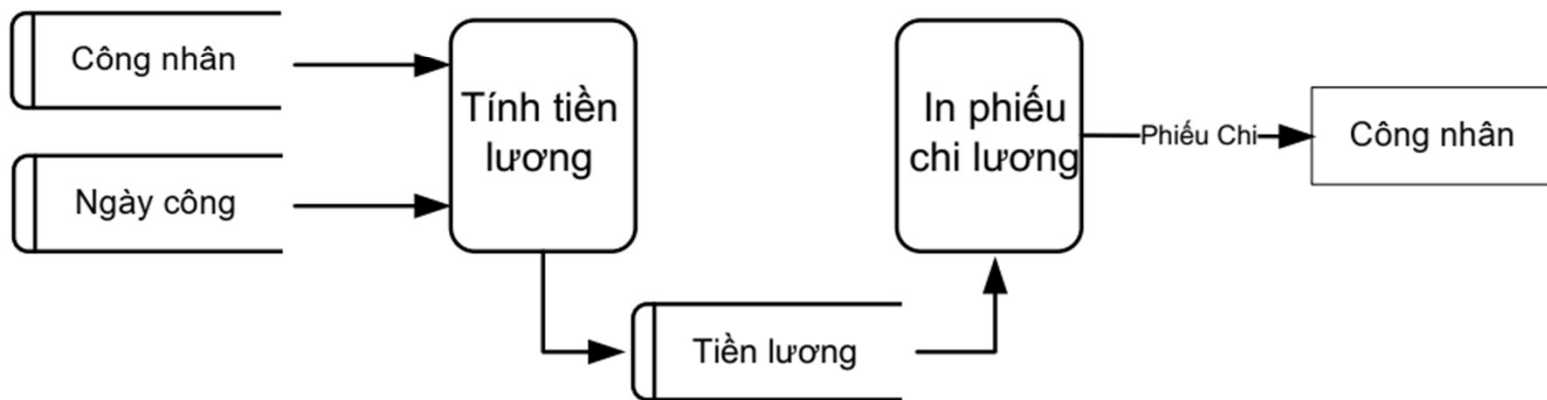 Công nhân
Ngày công
Tính tiền
lương
Tiền lương
In phiếu
chi lương
Phiếu Chi
Công nhân